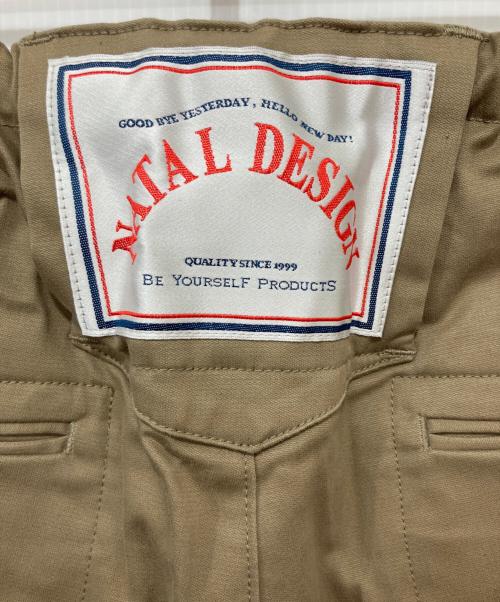 GOOD BYE YESTERDAY, HELLO NEW DAY!
NATAL DESIGN
QUALITY SINCE 1999
BE YOURSELF PRODUCTS